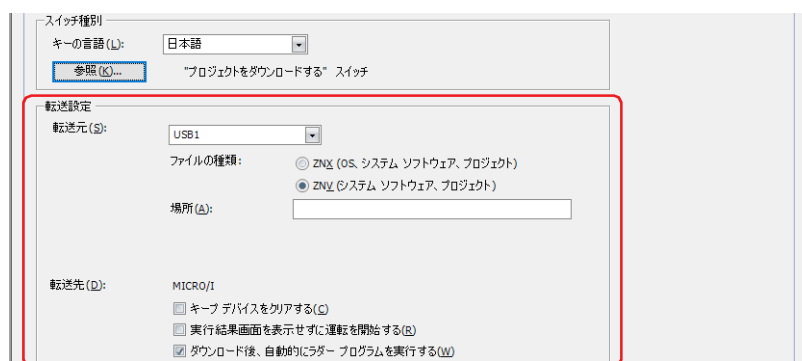 スイッチ種別
キーの言語(L): 日本語
参照(K)... "プロジェクトをダウンロードする" スイッチ
転送設定
転送元(S): USB1
ファイルの種類: ZNX (OS、システム ソフトウェア、プロジェクト)
ZNV (システム ソフトウェア、プロジェクト)
場所(A):
転送先(D): MICRO/I
キープ デバイスをクリアする(C)
実行結果画面を表示せずに運転を開始する(R)
ダウンロード後、自動的にラダー プログラムを実行する(W)